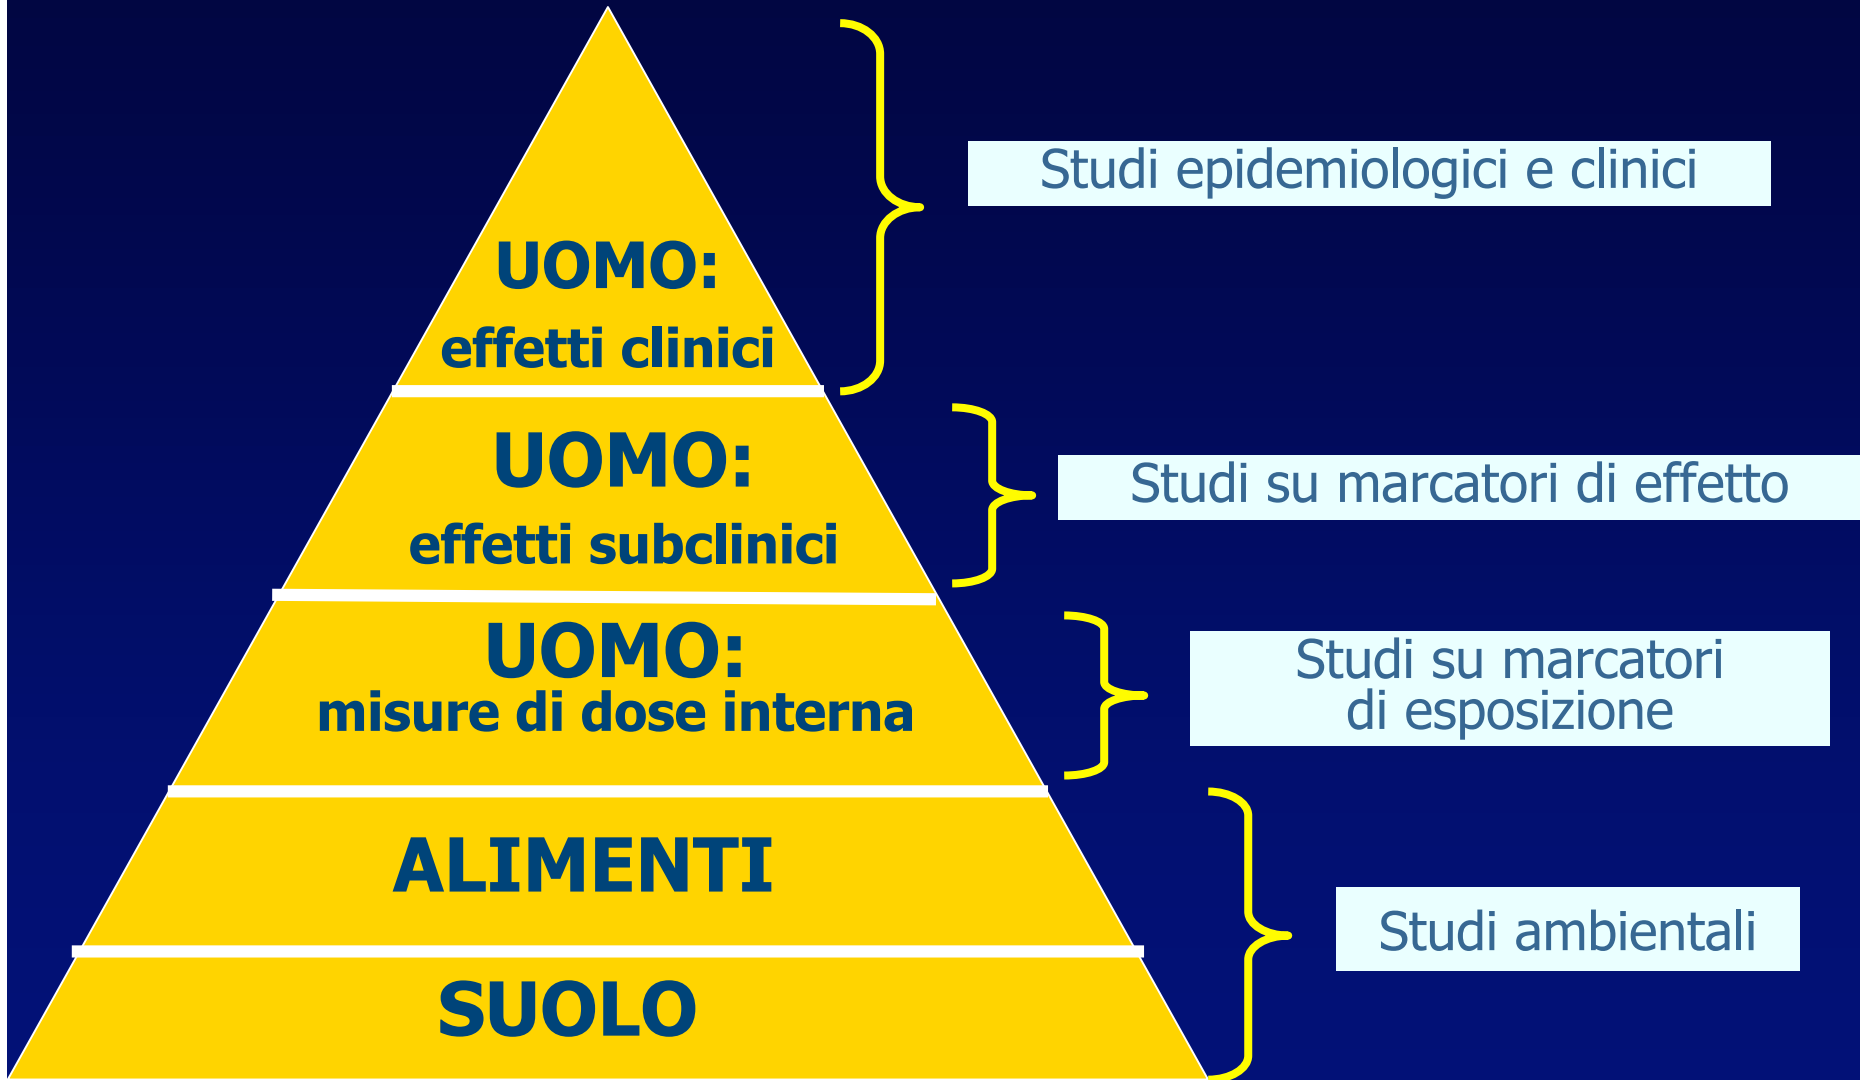 Studi epidemiologici e clinici
UOMO:
effetti clinici
UOMO:
effetti subclinici
Studi su marcatori di effetto
UOMO:
misure di dose interna
Studi su marcatori
di esposizione
ALIMENTI
Studi ambientali
SUOLO